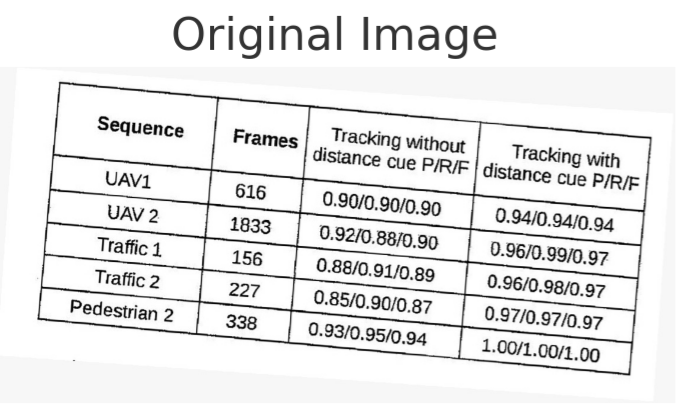 Original Image
Sequence Frames Tracking without distance cue P/R/F Tracking with distance cue P/R/F
UAV1 616 0.90/0.90/0.90 0.94/0.94/0.94
UAV 2 1833 0.92/0.88/0.90 0.96/0.99/0.97
Traffic 1 156 0.88/0.91/0.89 0.96/0.98/0.97
Traffic 2 227 0.85/0.90/0.87 0.97/0.97/0.97
Pedestrian 2 338 0.93/0.95/0.94 1.00/1.00/1.00